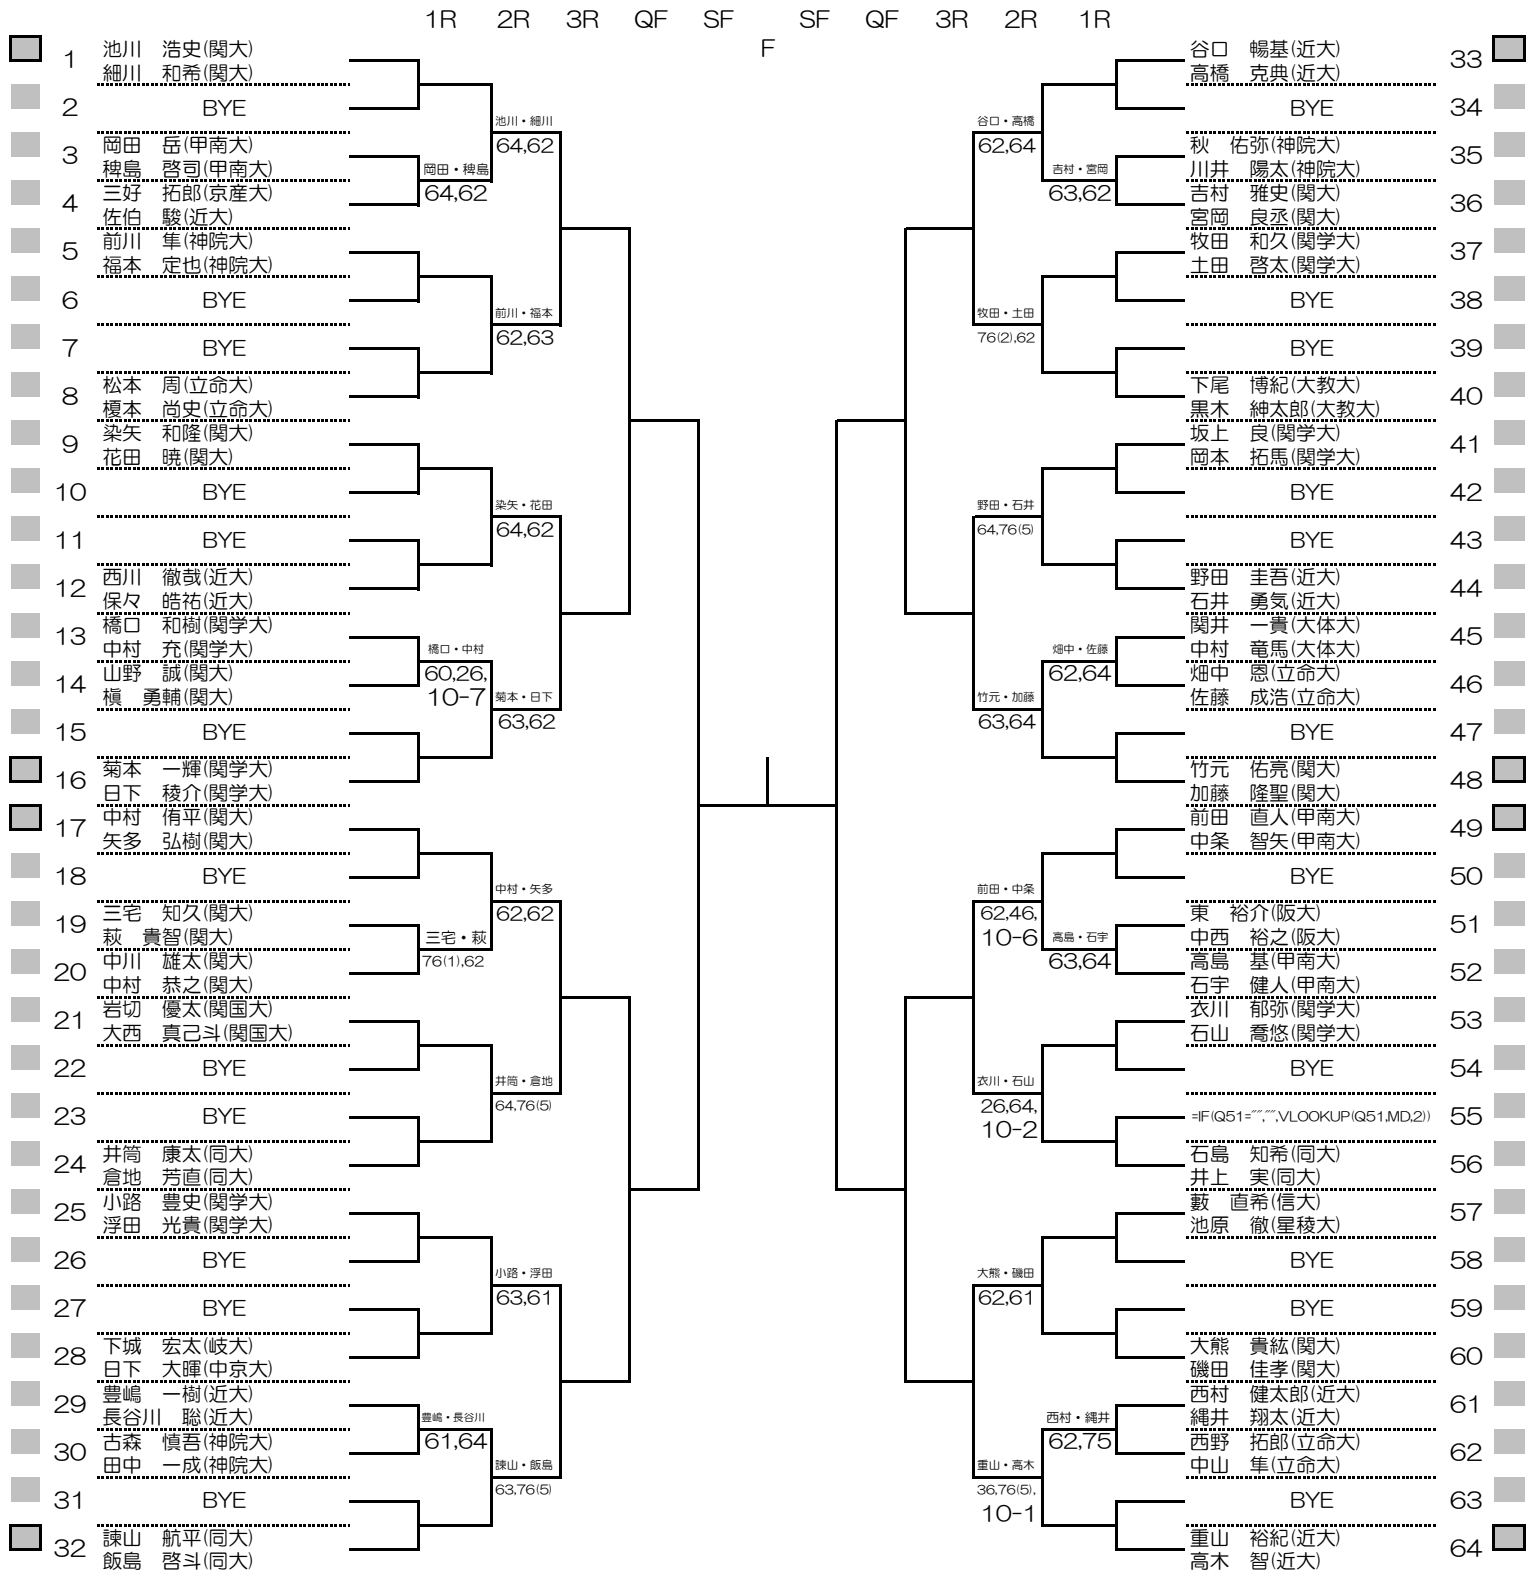 1R 2R 3R QF SF SF QF 3R 2R 1R
F
1 池川 浩史(関大)
細川 和希(関大)
2 BYE
3 岡田 岳(甲南大)
稗島 啓司(甲南大)
4 三好 拓郎(京産大)
佐伯 駿(近大)
5 前川 隼(神院大)
福本 定也(神院大)
6 BYE
7 BYE
8 松本 周(立命大)
榎本 尚史(立命大)
9 染矢 和隆(関大)
花田 暁(関大)
10 BYE
11 BYE
12 西川 徹哉(近大)
保々 皓祐(近大)
13 橋口 和樹(関学大)
中村 充(関学大)
14 山野 誠(関大)
槇 勇輔(関大)
15 BYE
16 菊本 一輝(関学大)
日下 稜介(関学大)
17 中村 侑平(関大)
矢多 弘樹(関大)
18 BYE
19 三宅 知久(関大)
萩 貴智(関大)
20 中川 雄太(関大)
中村 恭之(関大)
21 岩切 優太(関国大)
大西 真己斗(関国大)
22 BYE
23 BYE
24 井筒 康太(同大)
倉地 芳直(同大)
25 小路 豊史(関学大)
浮田 光貴(関学大)
26 BYE
27 BYE
28 下城 宏太(岐大)
日下 大暉(中京大)
29 豊嶋 一樹(近大)
長谷川 聡(近大)
30 古森 慎吾(神院大)
田中 一成(神院大)
31 BYE
32 諌山 航平(同大)
飯島 啓斗(同大)
岡田・稗島
64,62
橋口・中村
60,26,
10-7
三宅・萩
76(1),62
豊嶋・長谷川
61,64
池川・細川
64,62
前川・福本
62,63
染矢・花田
64,62
菊本・日下
63,62
中村・矢多
62,62
井筒・倉地
64,76(5)
小路・浮田
63,61
諌山・飯島
63,76(5)
谷口・高橋
62,64
牧田・土田
76(2),62
野田・石井
64,76(5)
竹元・加藤
63,64
前田・中条
62,46,
10-6
衣川・石山
26,64,
10-2
大熊・磯田
62,61
重山・高木
36,76(5),
10-1
吉村・宮岡
63,62
畑中・佐藤
62,64
高島・石宇
63,64
西村・縄井
62,75
谷口 暢基(近大) 33
高橋 克典(近大)
BYE 34
秋 佑弥(神院大) 35
川井 陽太(神院大)
吉村 雅史(関大) 36
宮岡 良丞(関大)
牧田 和久(関学大) 37
土田 啓太(関学大)
BYE 38
BYE 39
下尾 博紀(大教大) 40
黒木 紳太郎(大教大)
坂上 良(関学大) 41
岡本 拓馬(関学大)
BYE 42
BYE 43
野田 圭吾(近大) 44
石井 勇気(近大)
関井 一貴(大体大) 45
中村 竜馬(大体大)
畑中 恩(立命大) 46
佐藤 成浩(立命大)
BYE 47
竹元 佑亮(関大) 48
加藤 隆聖(関大)
前田 直人(甲南大) 49
中条 智矢(甲南大)
BYE 50
東 裕介(阪大) 51
中西 裕之(阪大)
高島 基(甲南大) 52
石宇 健人(甲南大)
衣川 郁弥(関学大) 53
石山 喬悠(関学大)
BYE 54
=IF(Q51="","",VLOOKUP(Q51,MD,2)) 55
石島 知希(同大) 56
井上 実(同大)
藪 直希(信大) 57
池原 徹(星稜大)
BYE 58
BYE 59
大熊 貴紘(関大) 60
磯田 佳孝(関大)
西村 健太郎(近大) 61
縄井 翔太(近大)
西野 拓郎(立命大) 62
中山 隼(立命大)
BYE 63
重山 裕紀(近大) 64
高木 智(近大)